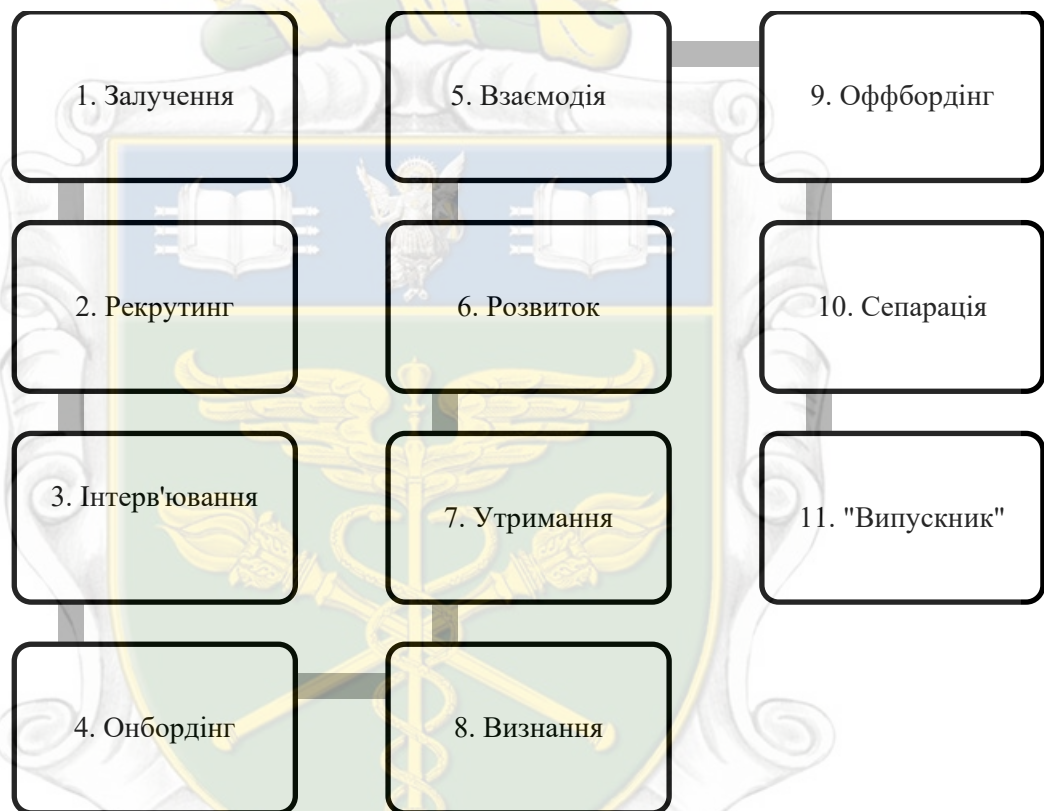 1. Залучення
2. Рекрутинг
3. Інтерв'ювання
4. Онбордінг
5. Взаємодія
6. Розвиток
7. Утримання
8. Визнання
9. Оффбордінг
10. Сепарація
11. "Випускник"